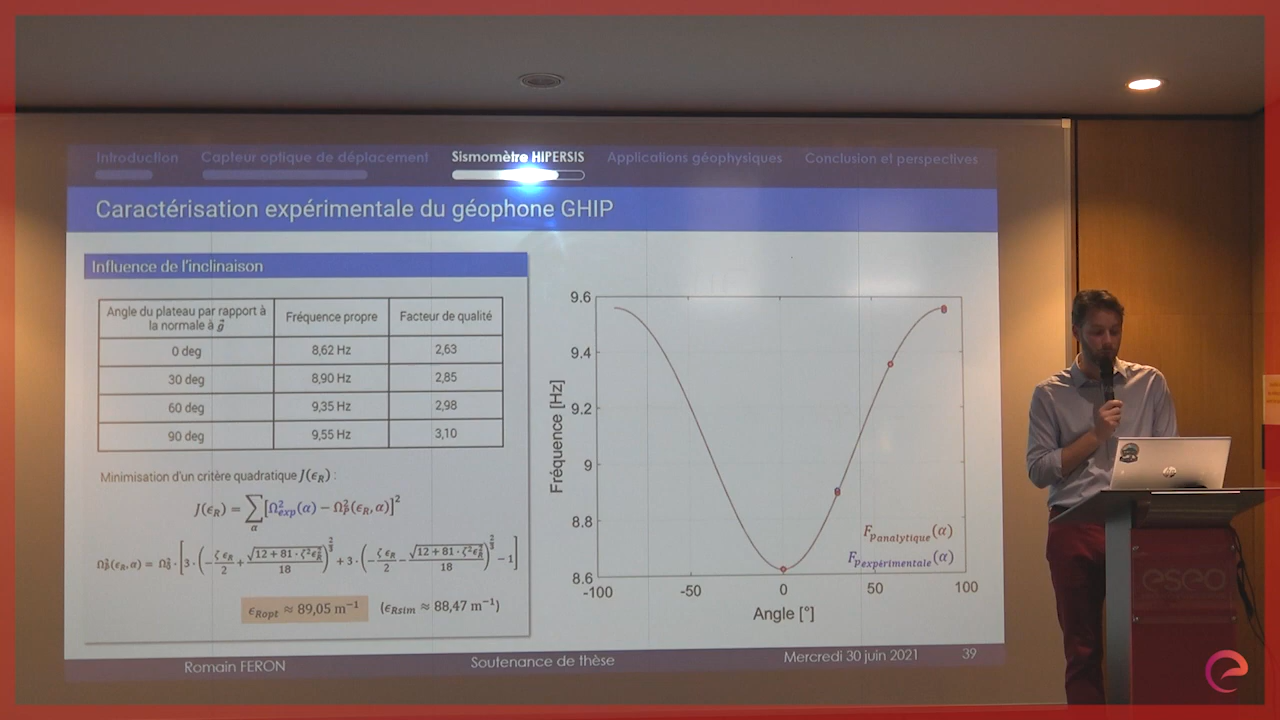 Introduction Capteur optique de déplacement Sismomètre HIPERSIS Applications géophysiques Conclusion et perspectives
Caractérisation expérimentale du géophone GHIP
Influence de l'inclinaison
Angle du plateau par rapport à la normale à g⃗ Fréquence propre Facteur de qualité
0 deg 8,62 Hz 2,63
30 deg 8,90 Hz 2,85
60 deg 9,35 Hz 2,98
90 deg 9,55 Hz 3,10
Minimisation d'un critère quadratique J(ϵ_R) :
J(ϵ_R) = ∑_α [Ω²_exp(α) − Ω²_P(ϵ_R, α)]²
Ω²_P(ϵ_R, α) = Ω²_0 · [3 · (−ζ ϵ_R/2 + √(12 + 81 · ζ²ϵ²_R)/18)^(2/3) + 3 · (−ζ ϵ_R/2 − √(12 + 81 · ζ²ϵ²_R)/18)^(2/3) − 1]
ϵ_Ropt ≈ 89,05 m⁻¹ (ϵ_Rsim ≈ 88,47 m⁻¹)
Fréquence [Hz]
9.6
9.4
9.2
9
8.8
8.6
-100 -50 0 50 100
Angle [°]
F_panalytique(α)
F_pexpérimentale(α)
Romain FERON Soutenance de thèse Mercredi 30 juin 2021 39
hp
eseo
e